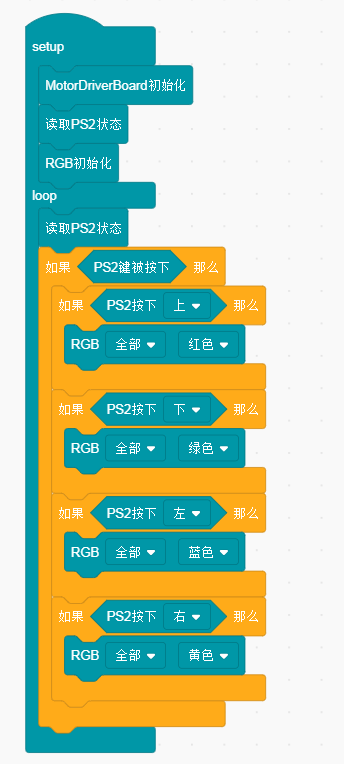 setup
MotorDriverBoard初始化
读取PS2状态
RGB初始化
loop
读取PS2状态
如果 PS2键被按下 那么
如果 PS2按下 上 那么
RGB 全部 红色
如果 PS2按下 下 那么
RGB 全部 绿色
如果 PS2按下 左 那么
RGB 全部 蓝色
如果 PS2按下 右 那么
RGB 全部 黄色